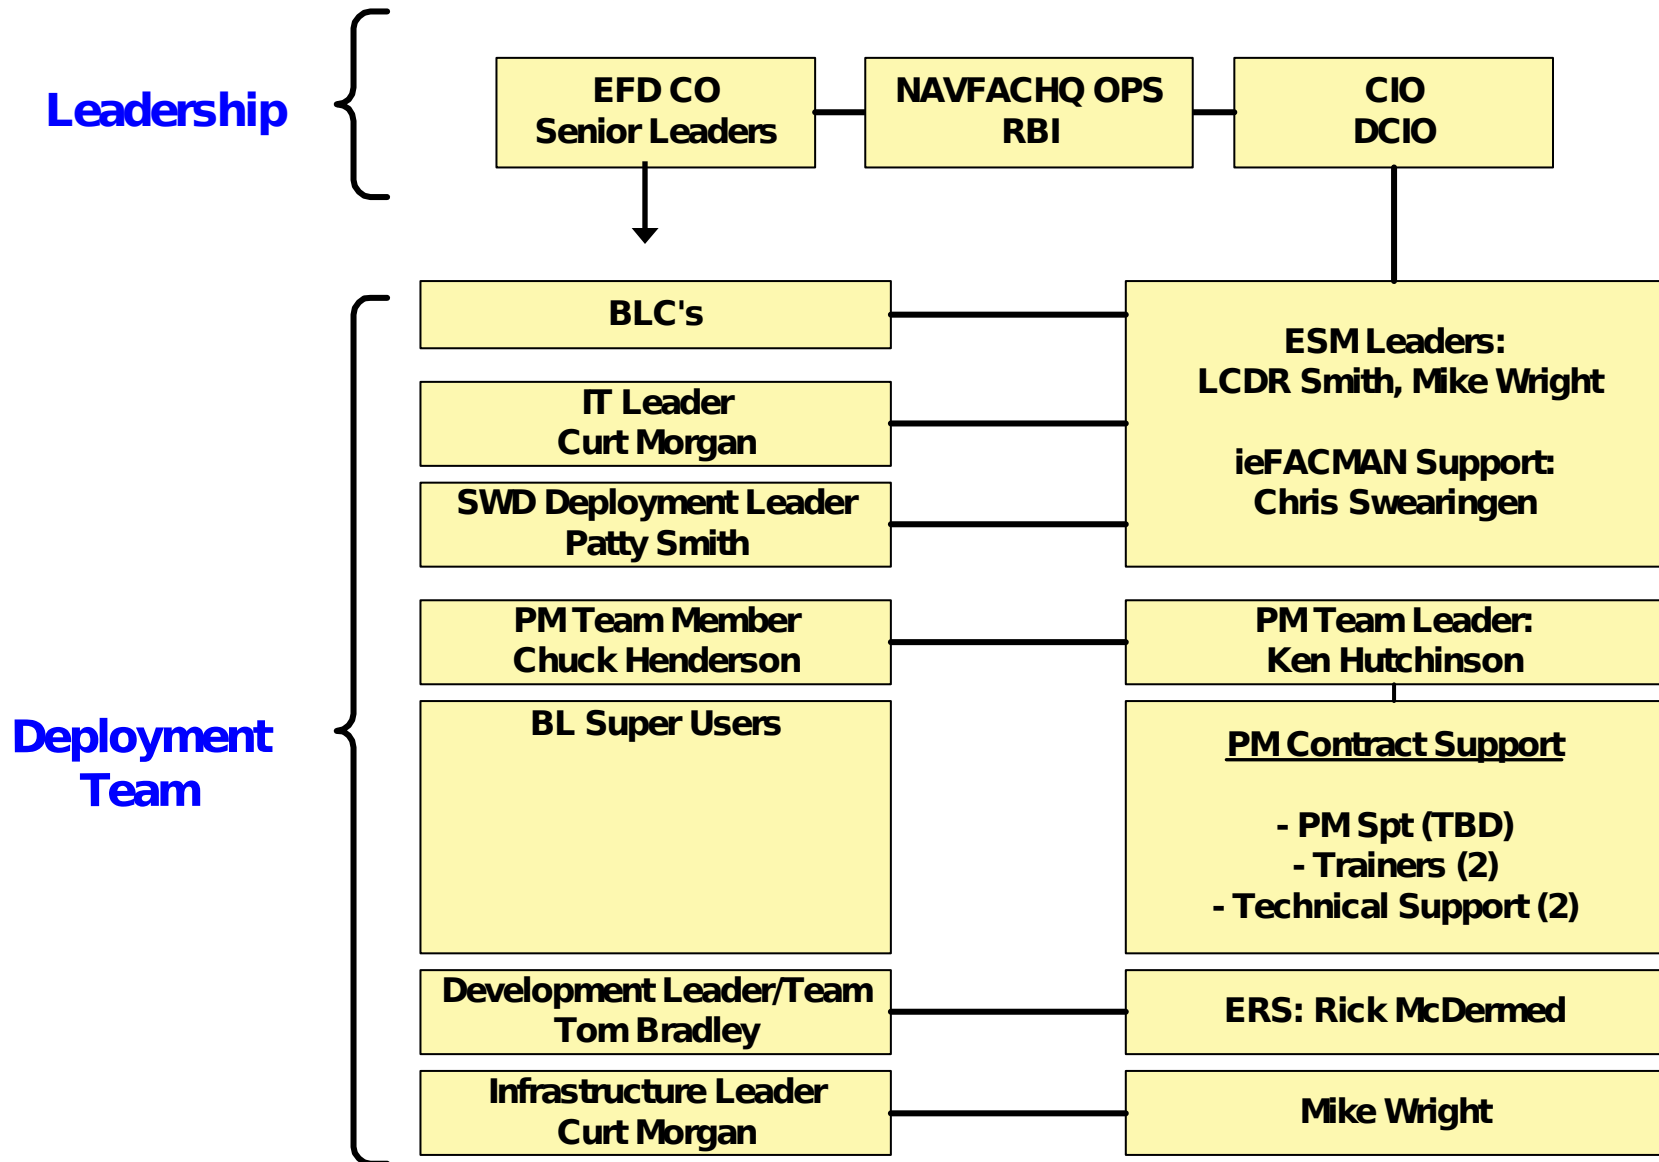 Leadership
EFD CO
Senior Leaders
NAVFACHQ OPS
RBI
CIO
DCIO
Deployment
Team
BLC's
IT Leader
Curt Morgan
SWD Deployment Leader
Patty Smith
ESM Leaders:
LCDR Smith, Mike Wright
ieFACMAN Support:
Chris Swearingen
PM Team Member
Chuck Henderson
PM Team Leader:
Ken Hutchinson
BL Super Users
PM Contract Support
- PM Spt (TBD)
- Trainers (2)
- Technical Support (2)
Development Leader/Team
Tom Bradley
ERS: Rick McDermed
Infrastructure Leader
Curt Morgan
Mike Wright